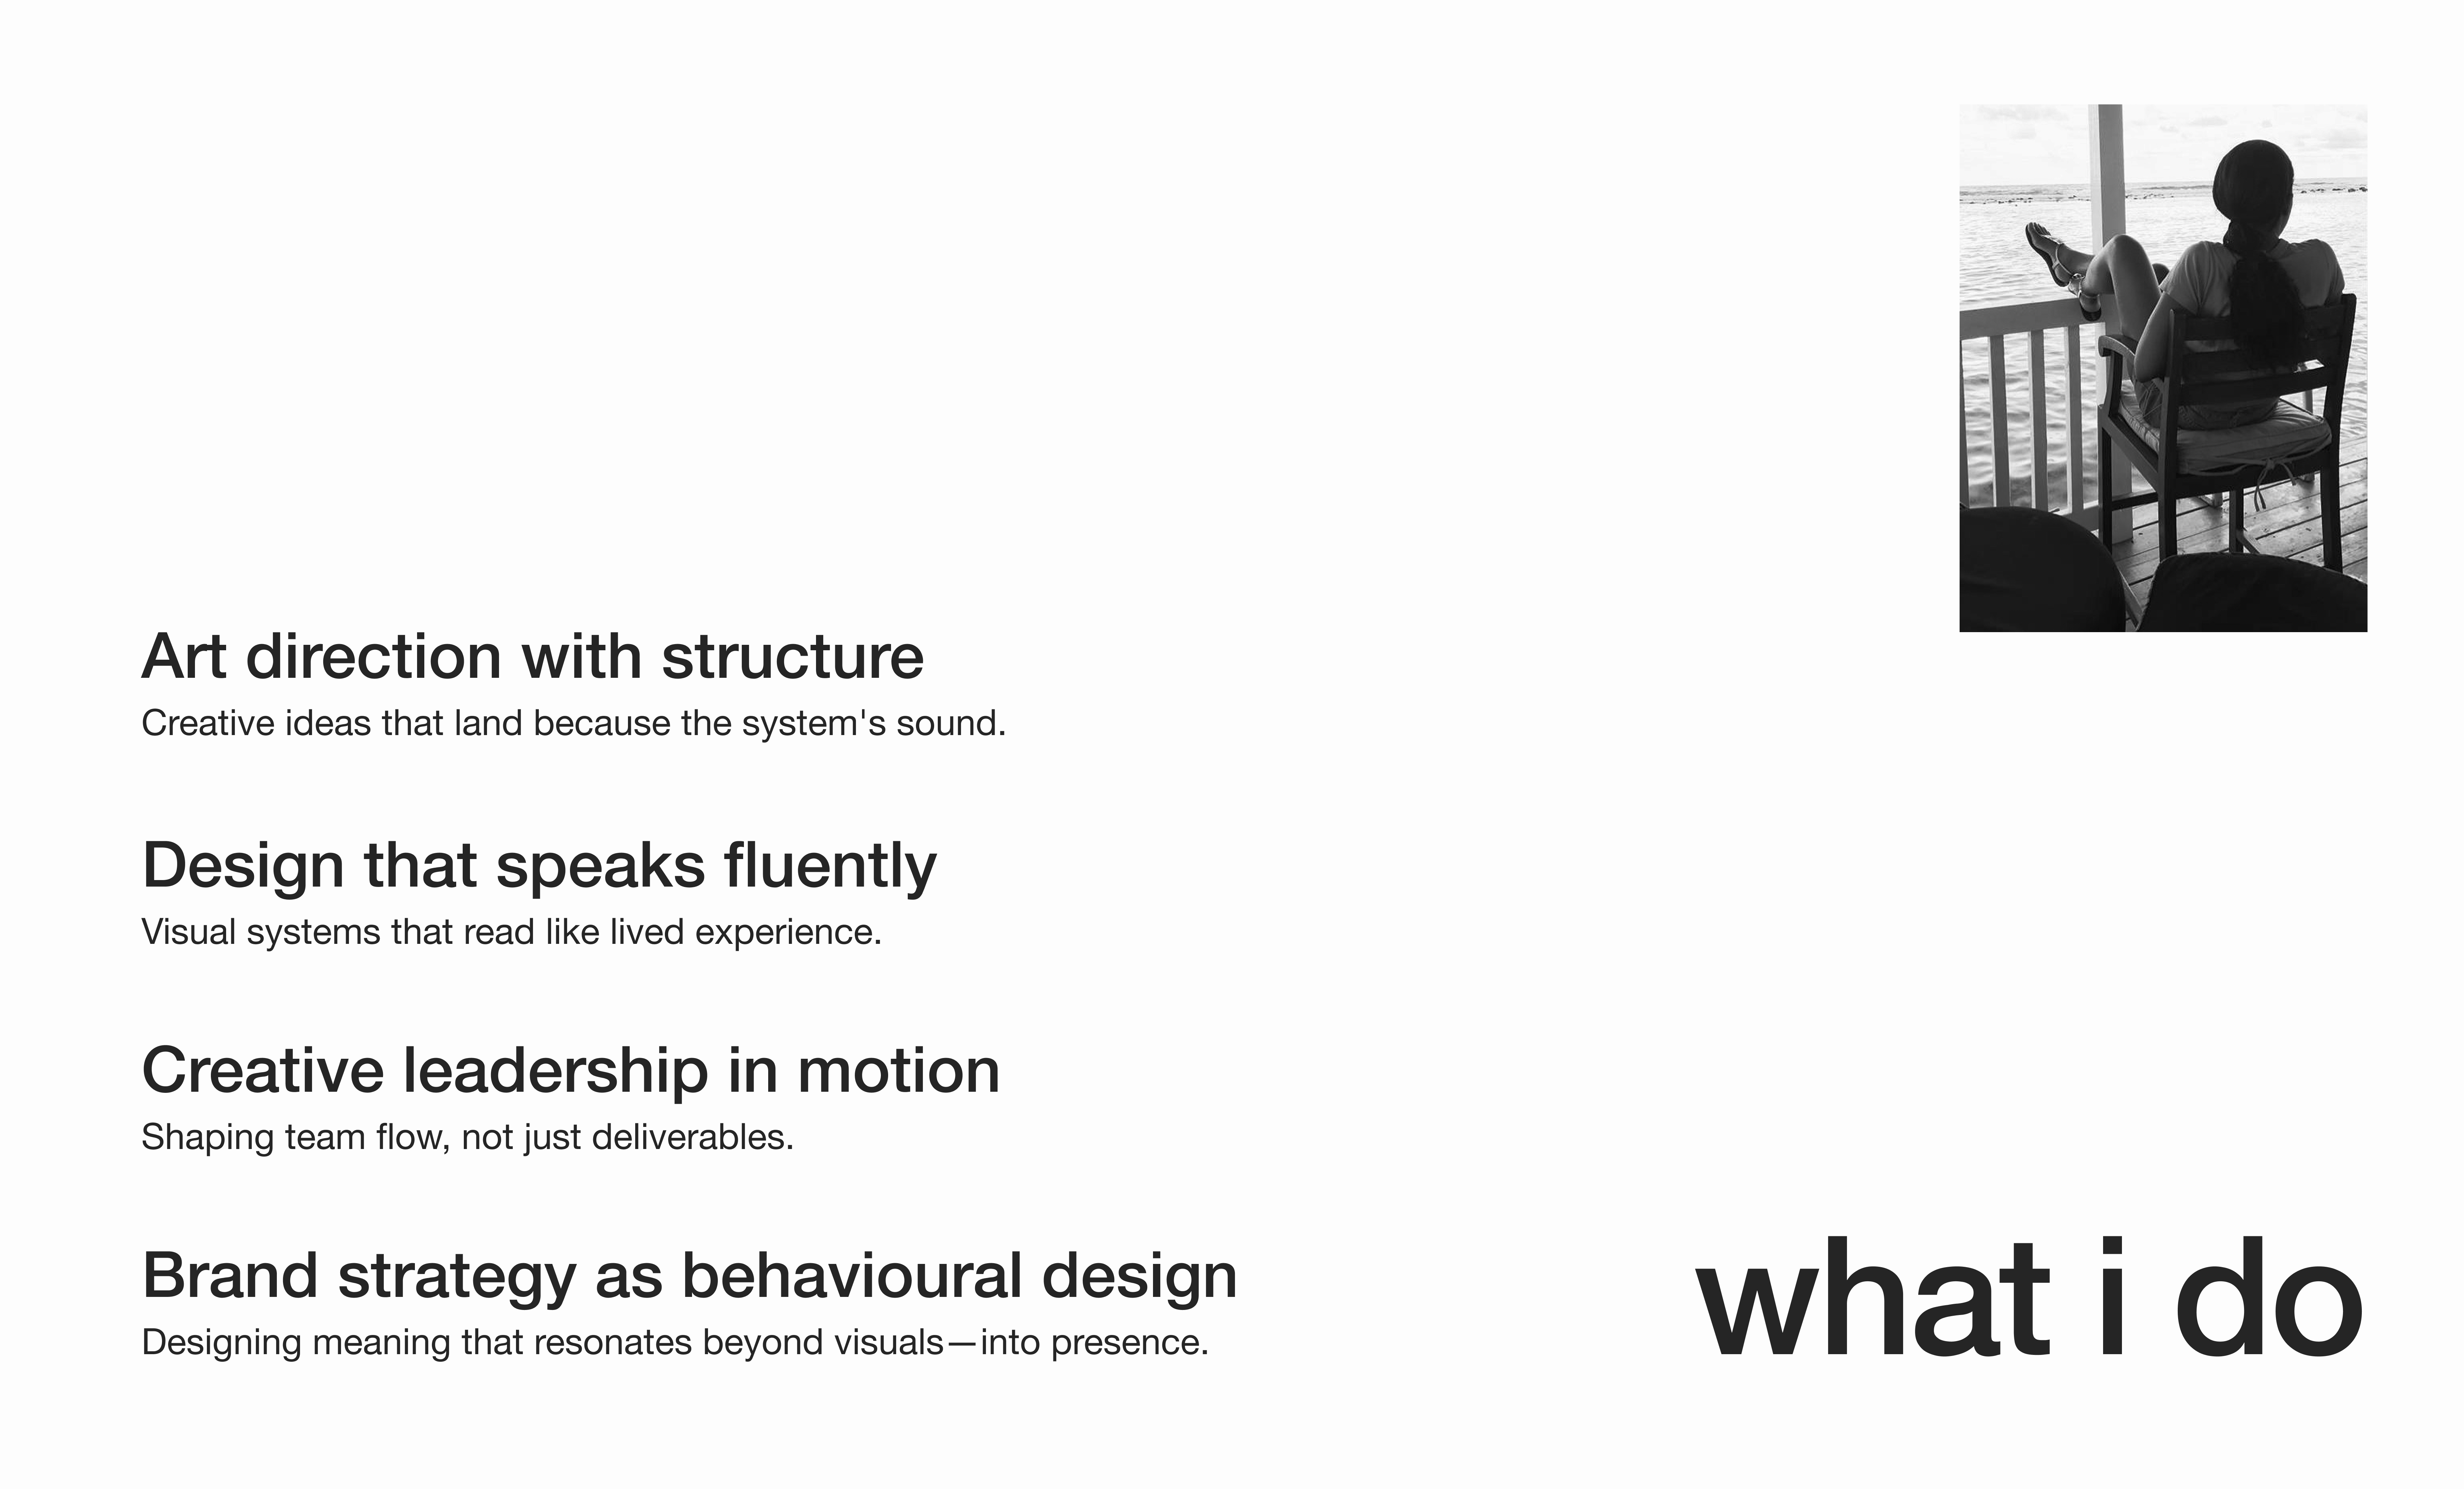 Art direction with structure
Creative ideas that land because the system's sound.
Design that speaks fluently
Visual systems that read like lived experience.
Creative leadership in motion
Shaping team flow, not just deliverables.
Brand strategy as behavioural design
Designing meaning that resonates beyond visuals—into presence.
what i do